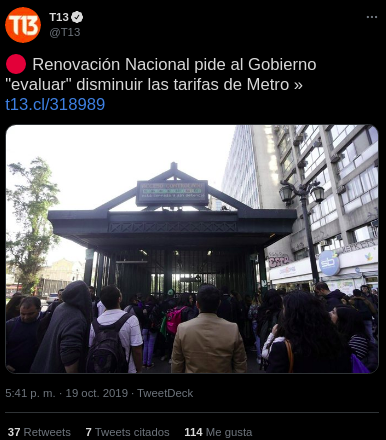 T13
T13
@T13
🔴 Renovación Nacional pide al Gobierno
"evaluar" disminuir las tarifas de Metro »
t13.cl/318989
5:41 p. m. · 19 oct. 2019 · TweetDeck
37 Retweets 7 Tweets citados 114 Me gusta